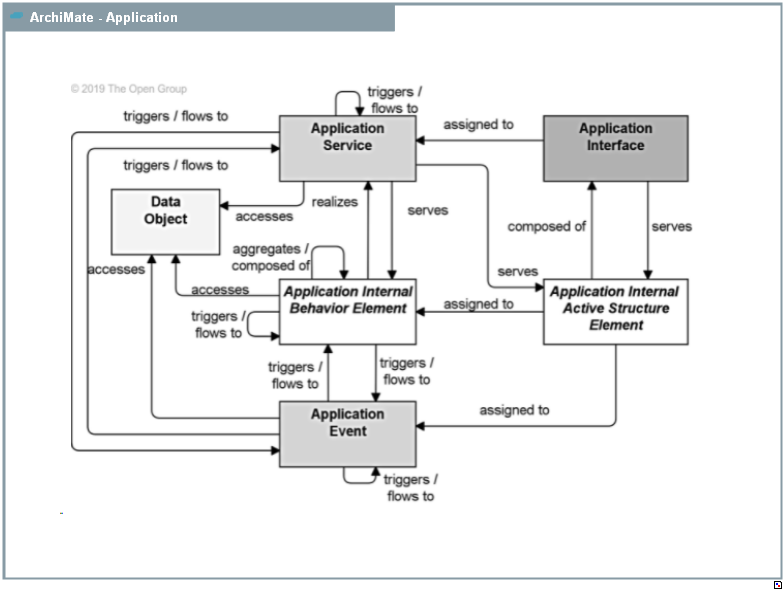 ArchiMate - Application
© 2019 The Open Group
triggers /
flows to
triggers / flows to
Application
Service
assigned to
Application
Interface
triggers / flows to
Data
Object
realizes
accesses
serves
composed of
serves
aggregates /
composed of
accesses
serves
accesses
Application Internal
Behavior Element
assigned to
Application Internal
Active Structure
Element
triggers /
flows to
triggers /
flows to
triggers /
flows to
Application
Event
assigned to
triggers /
flows to